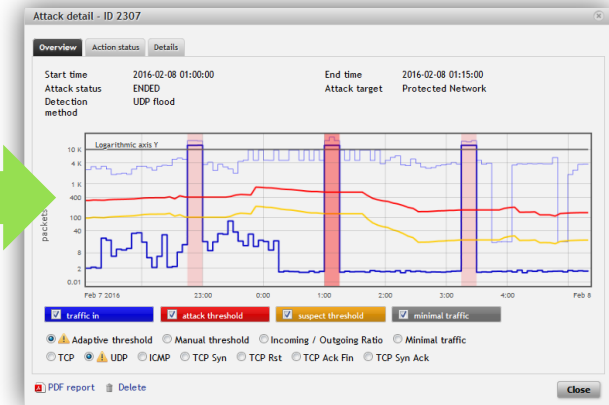 Attack detail - ID 2307
Overview Action status Details
Start time 2016-02-08 01:00:00 End time 2016-02-08 01:15:00
Attack status ENDED Attack target Protected Network
Detection method UDP flood
Logarithmic axis Y
10 K
4 K
1 K
400
100
40
8
2
0.01
packets
Feb 7 2016 23:00 0:00 1:00 2:00 3:00 4:00 Feb 8
traffic in attack threshold suspect threshold minimal traffic
Adaptive threshold Manual threshold Incoming / Outgoing Ratio Minimal traffic
TCP UDP ICMP TCP Syn TCP Rst TCP Ack Fin TCP Syn Ack
PDF report Delete
Close